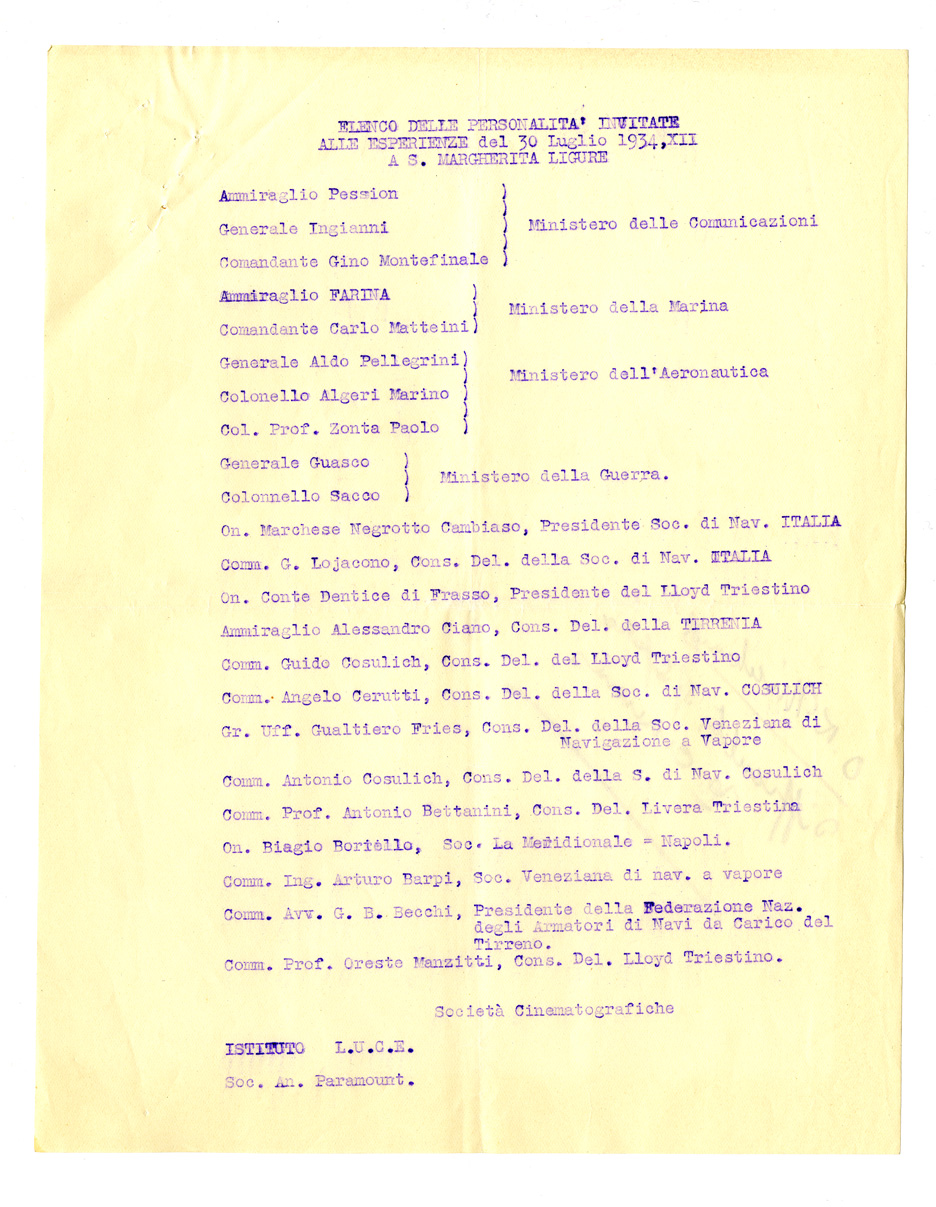 ELENCO DELLE PERSONALITA' INVITATE
ALLE ESPERIENZE del 30 Luglio 1934,XII
A S. MARGHERITA LIGURE
Ammiraglio Pession )
Generale Ingianni ) Ministero delle Comunicazioni
Comandante Gino Montefinale )
Ammiraglio FARINA )
Ministero della Marina
Comandante Carlo Matteini)
Generale Aldo Pellegrini)
Ministero dell'Aeronautica
Colonello Algeri Marino )
Col. Prof. Zonta Paolo )
Generale Guasco )
Ministero della Guerra.
Colonnello Sacco )
On. Marchese Negrotto Cambiaso, Presidente Soc. di Nav. ITALIA
Comm. G. Lojacono, Cons. Del. della Soc. di Nav. ITALIA
On. Conte Dentice di Frasso, Presidente del Lloyd Triestino
Ammiraglio Alessandro Ciano, Cons. Del. della TIRRENIA
Comm. Guido Cosulich, Cons. Del. del Lloyd Triestino
Comm. Angelo Cerutti, Cons. Del. della Soc. di Nav. COSULICH
Gr. Uff. Gualtiero Fries, Cons. Del. della Soc. Veneziana di
Navigazione a Vapore
Comm. Antonio Cosulich, Cons. Del. della S. di Nav. Cosulich
Comm. Prof. Antonio Bettanini, Cons. Del. Livera Triestina
On. Biagio Boriello, Soc. La Meridionale = Napoli.
Comm. Ing. Arturo Barpi, Soc. Veneziana di nav. a vapore
Comm. Avv. G. B. Becchi, Presidente della Federazione Naz.
degli Armatori di Navi da Carico del
Tirreno.
Comm. Prof. Oreste Manzitti, Cons. Del. Lloyd Triestino.
Società Cinematografiche
ISTITUTO L.U.C.E.
Soc. An. Paramount.